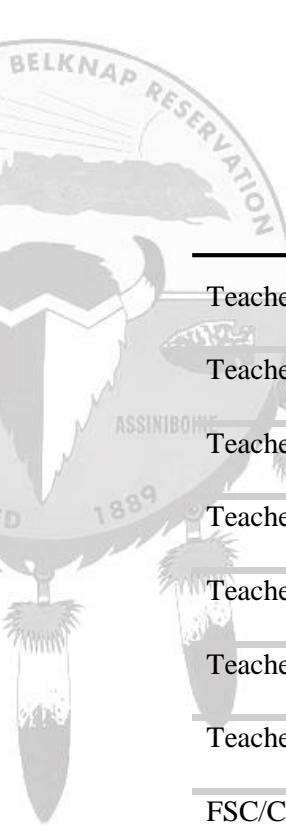 BELKNAP RESERVATION
ASSINIBOINE
1889
Teache
Teache
Teache
Teache
Teache
Teache
Teache
FSC/C